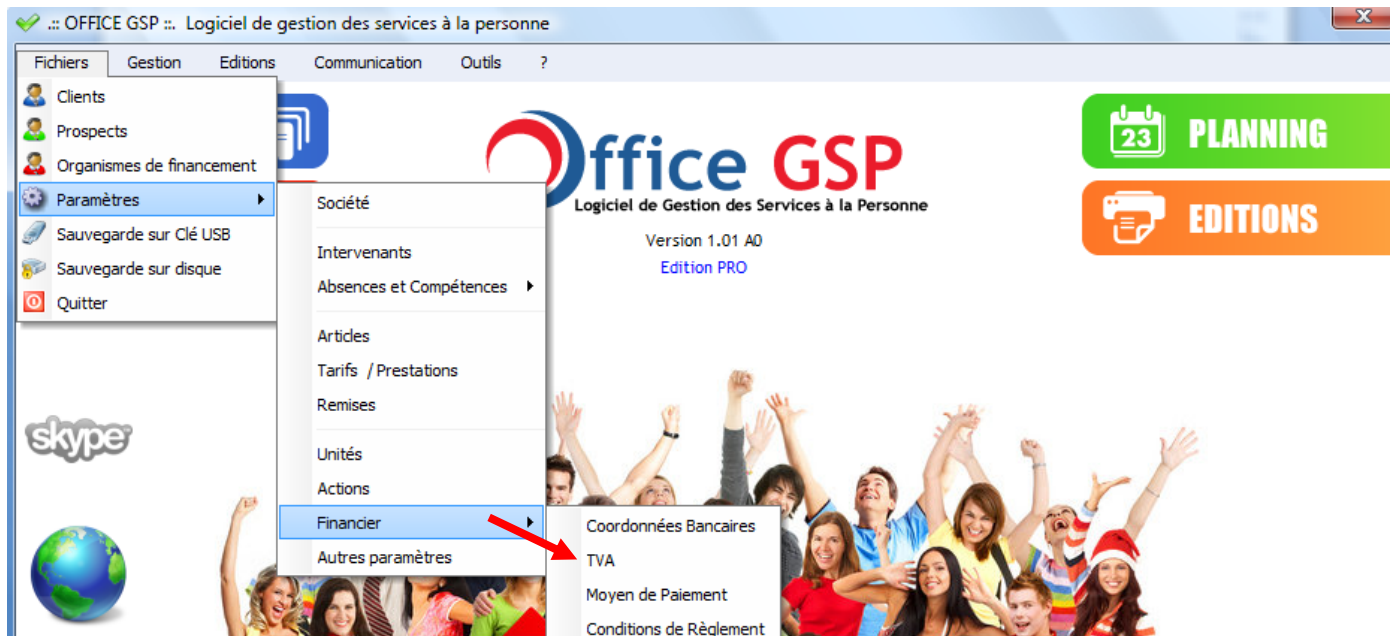 .:: OFFICE GSP ::. Logiciel de gestion des services à la personne
X
Fichiers Gestion Editions Communication Outils ?
Clients
Prospects
Organismes de financement
Paramètres
Sauvegarde sur Clé USB
Sauvegarde sur disque
Quitter
Société
Intervenants
Absences et Compétences
Articles
Tarifs / Prestations
Remises
Unités
Actions
Financier
Autres paramètres
Coordonnées Bancaires
TVA
Moyen de Paiement
Conditions de Règlement
Office GSP
Logiciel de Gestion des Services à la Personne
Version 1.01 A0
Edition PRO
23 PLANNING
EDITIONS
skype